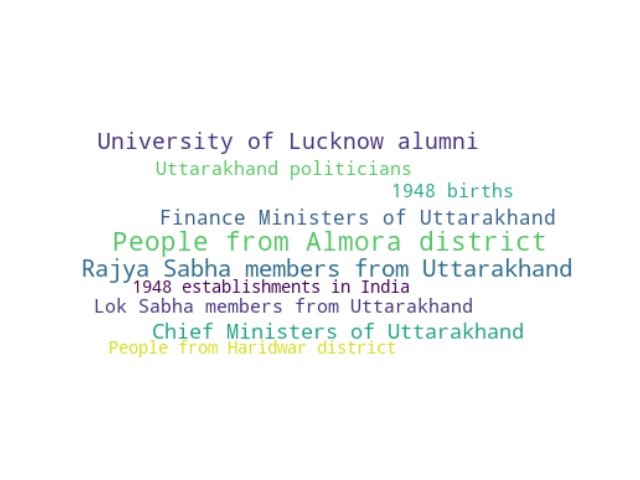 University of Lucknow alumni
Uttarakhand politicians
1948 births
Finance Ministers of Uttarakhand
People from Almora district
Rajya Sabha members from Uttarakhand
1948 establishments in India
Lok Sabha members from Uttarakhand
Chief Ministers of Uttarakhand
People from Haridwar district